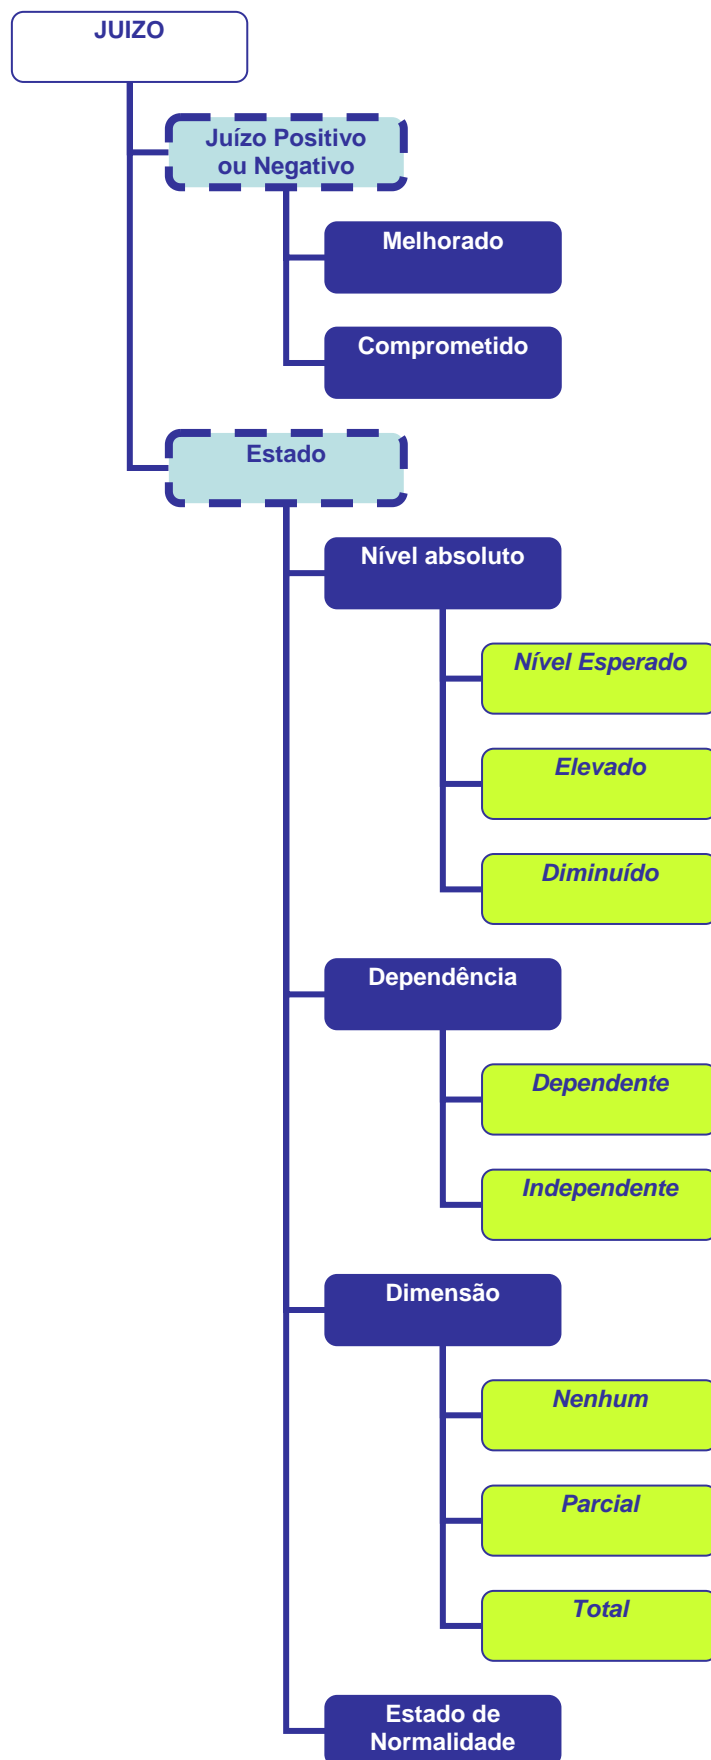 JUIZO
Juízo Positivo
ou Negativo
Melhorado
Comprometido
Estado
Nível absoluto
Nível Esperado
Elevado
Diminuído
Dependência
Dependente
Independente
Dimensão
Nenhum
Parcial
Total
Estado de
Normalidade